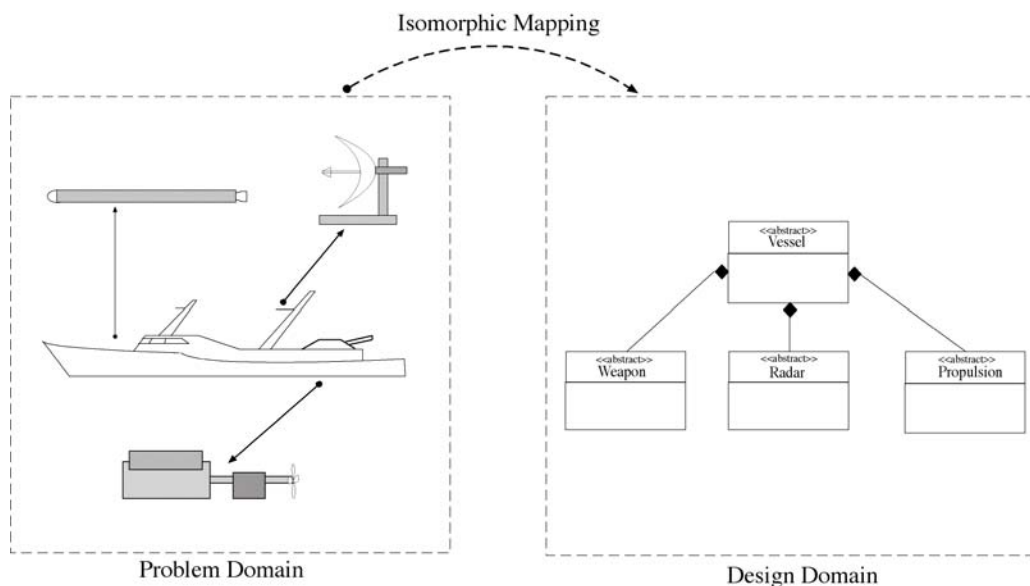 Isomorphic Mapping
<<abstract>>
Vessel
<<abstract>>
Weapon
<<abstract>>
Radar
<<abstract>>
Propulsion
Problem Domain
Design Domain